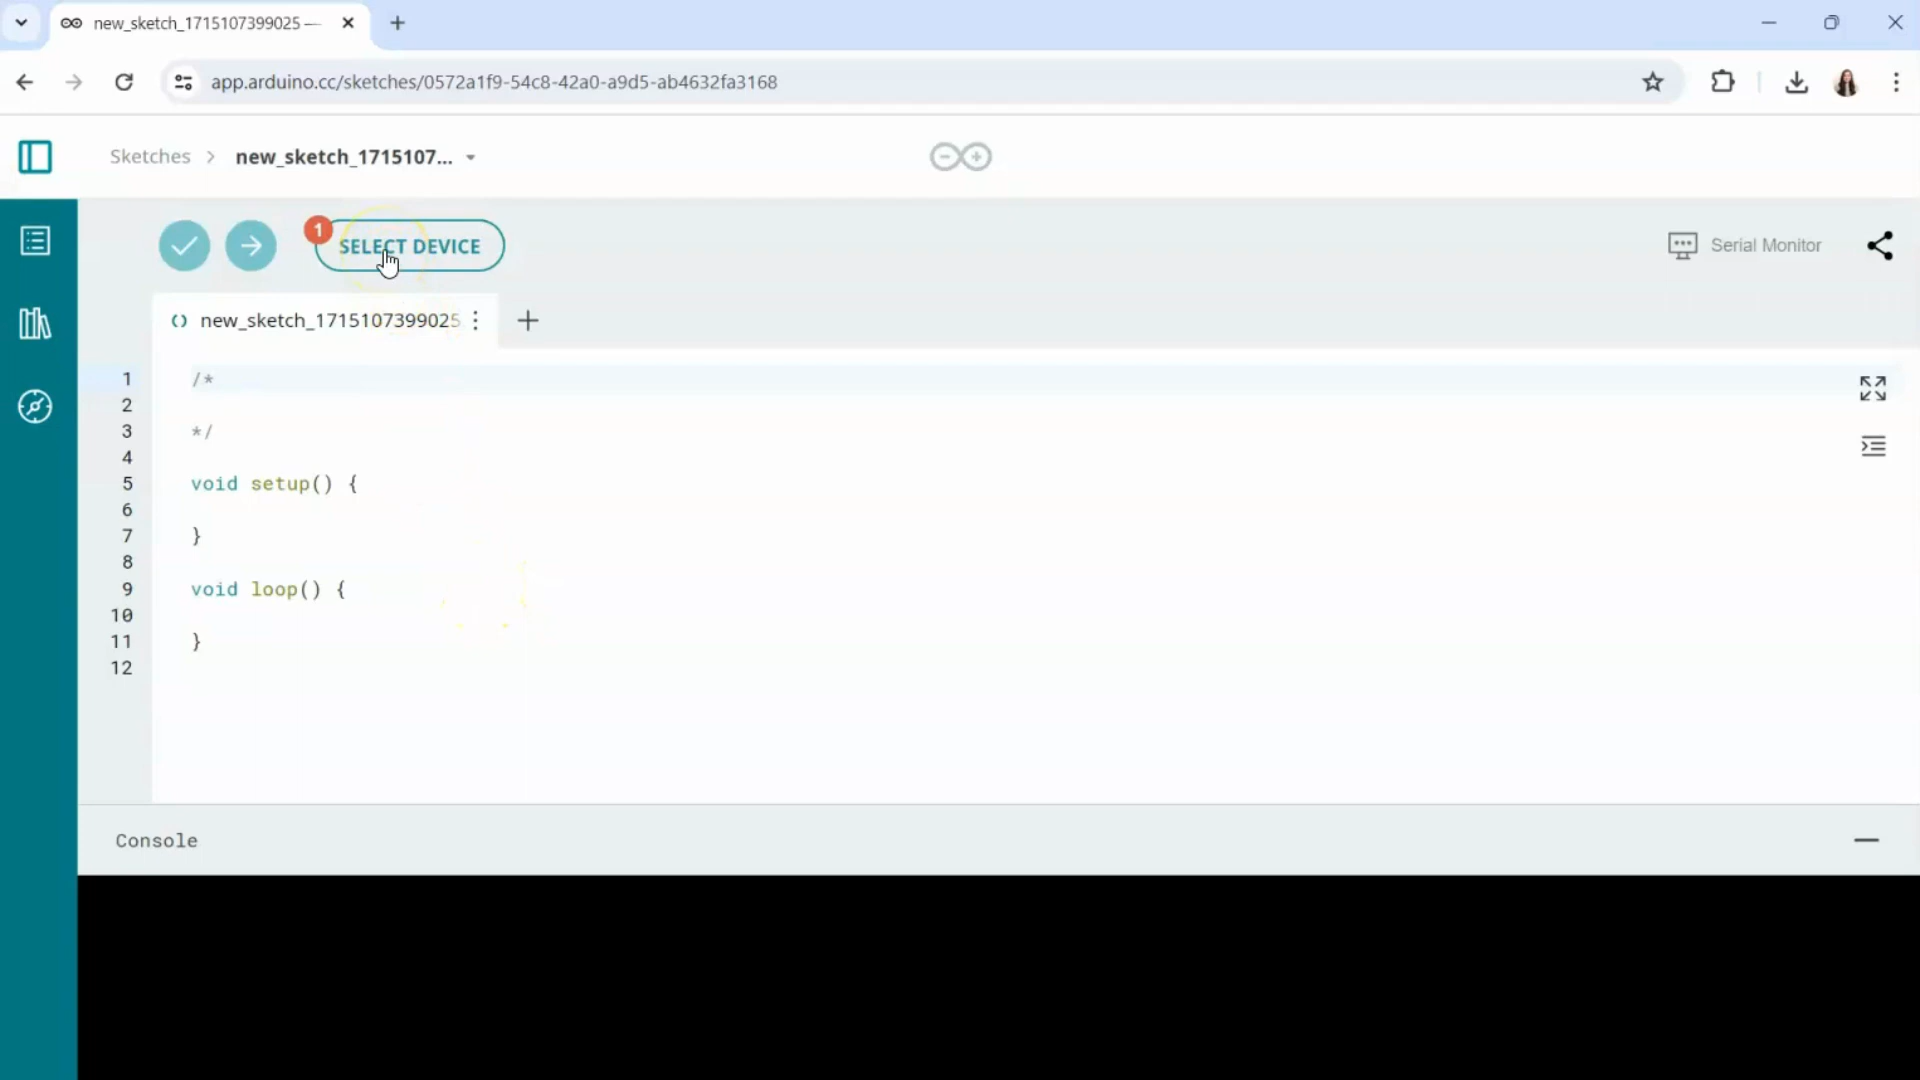 new_sketch_1715107399025 —
app.arduino.cc/sketches/0572a1f9-54c8-42a0-a9d5-ab4632fa3168
Sketches > new_sketch_1715107...
1
SELECT DEVICE
Serial Monitor
new_sketch_1715107399025
1 /*
2
3 */
4
5 void setup() {
6
7 }
8
9 void loop() {
10
11 }
12
Console